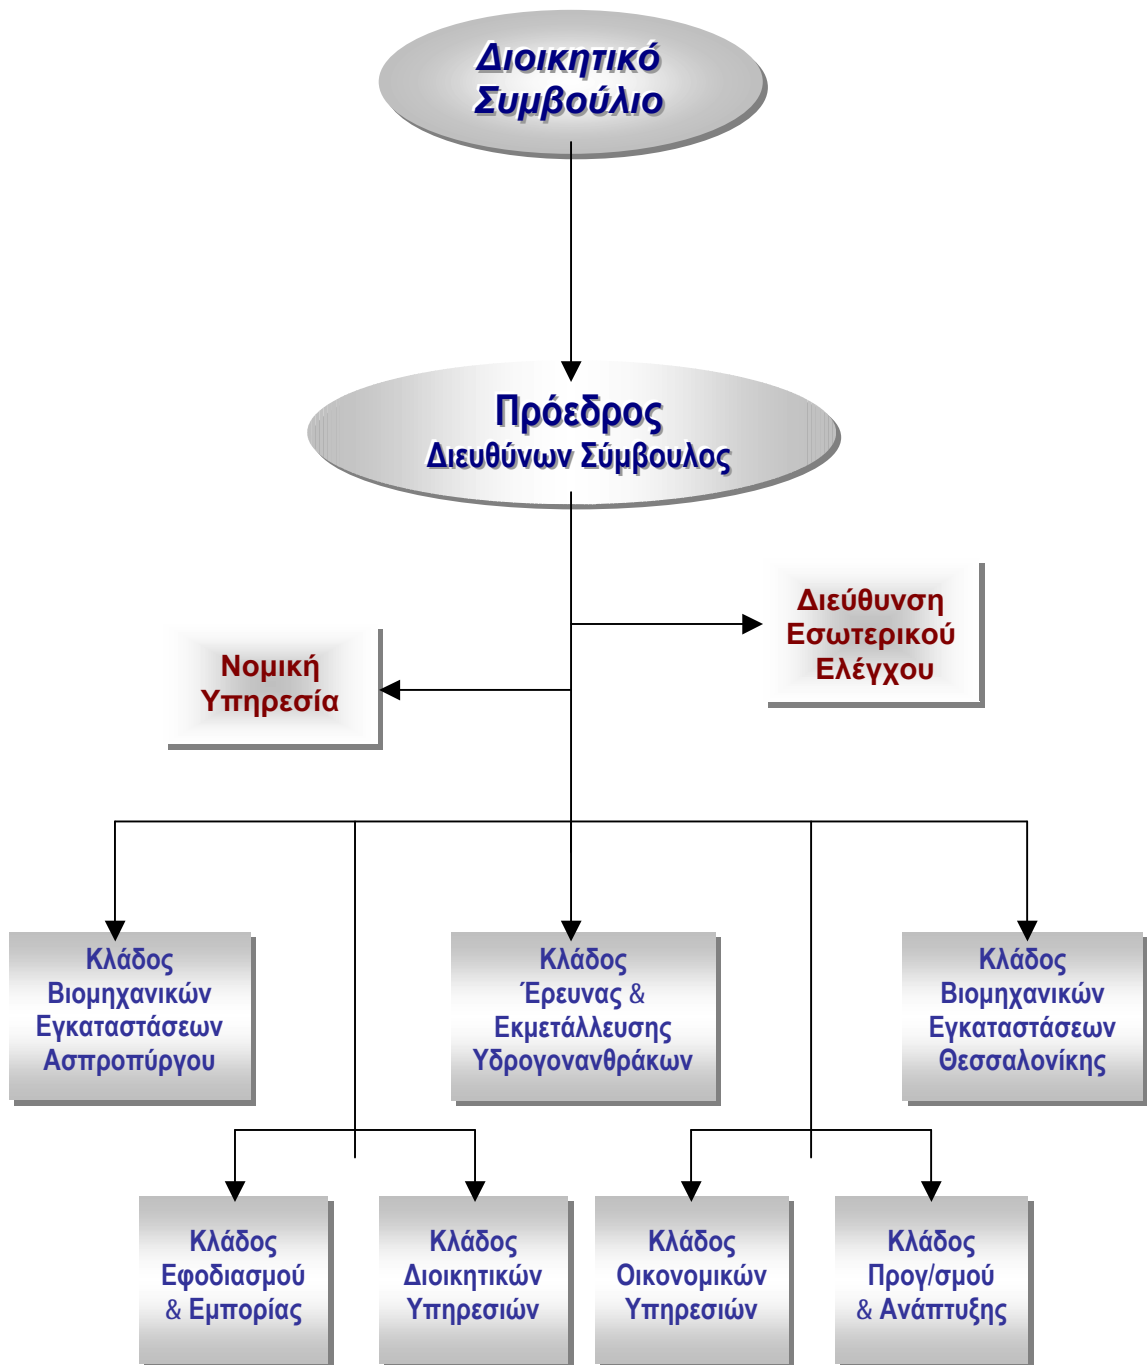 Διοικητικό
Συμβούλιο
Πρόεδρος
Διευθύνων Σύμβουλος
Διεύθυνση
Εσωτερικού
Ελέγχου
Νομική
Υπηρεσία
Κλάδος
Βιομηχανικών
Εγκαταστάσεων
Ασπροπύργου
Κλάδος
Έρευνας &
Εκμετάλλευσης
Υδρογονανθράκων
Κλάδος
Βιομηχανικών
Εγκαταστάσεων
Θεσσαλονίκης
Κλάδος
Εφοδιασμού
& Εμπορίας
Κλάδος
Διοικητικών
Υπηρεσιών
Κλάδος
Οικονομικών
Υπηρεσιών
Κλάδος
Προγ/σμού
& Ανάπτυξης